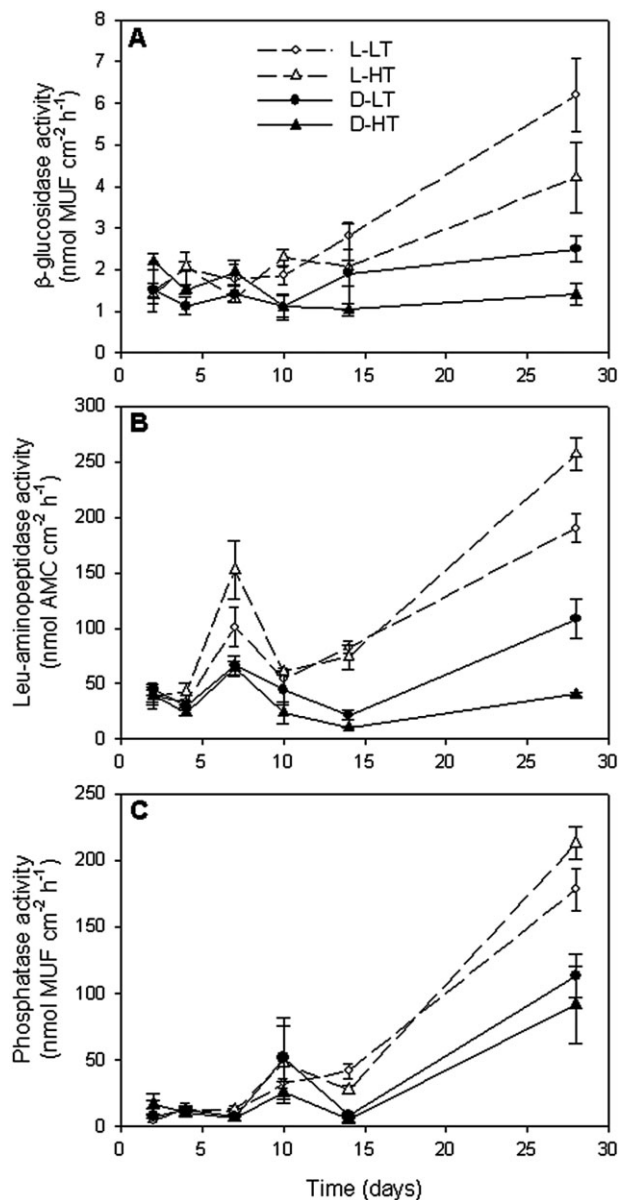 A
L-LT
L-HT
D-LT
D-HT
β-glucosidase activity
(nmol MUF cm-2 h-1)
8
7
6
5
4
3
2
1
0
0 5 10 15 20 25 30
B
Leu-aminopeptidase activity
(nmol AMC cm-2 h-1)
300
250
200
150
100
50
0
0 5 10 15 20 25 30
C
Phosphatase activity
(nmol MUF cm-2 h-1)
250
200
150
100
50
0
0 5 10 15 20 25 30
Time (days)